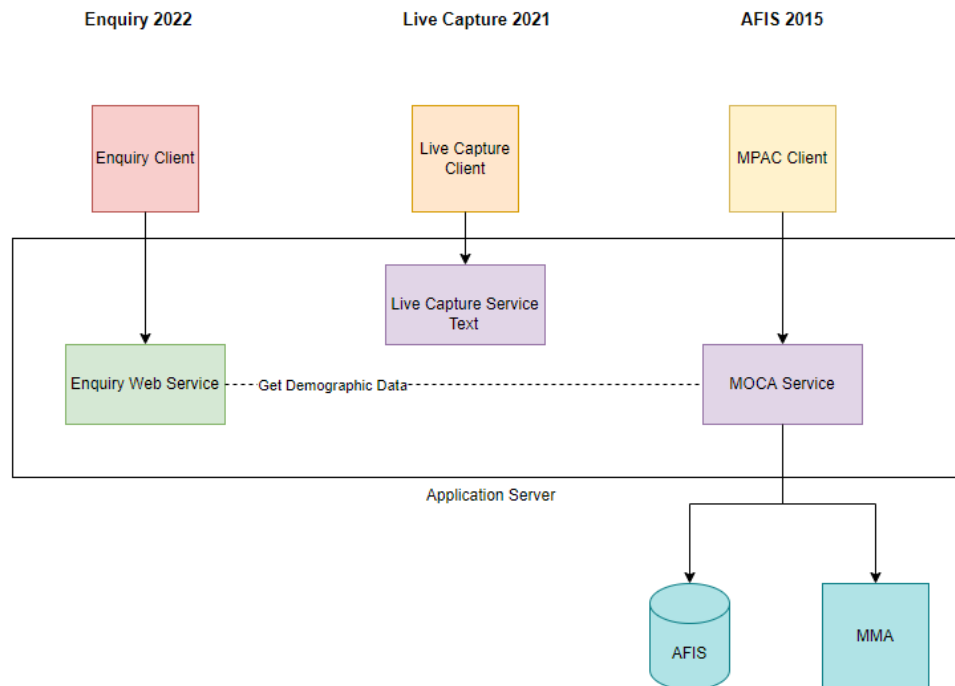 Enquiry 2022
Live Capture 2021
AFIS 2015
Enquiry Client
Live Capture
Client
MPAC Client
Live Capture Service
Text
Enquiry Web Service
Get Demographic Data
MOCA Service
Application Server
AFIS
MMA